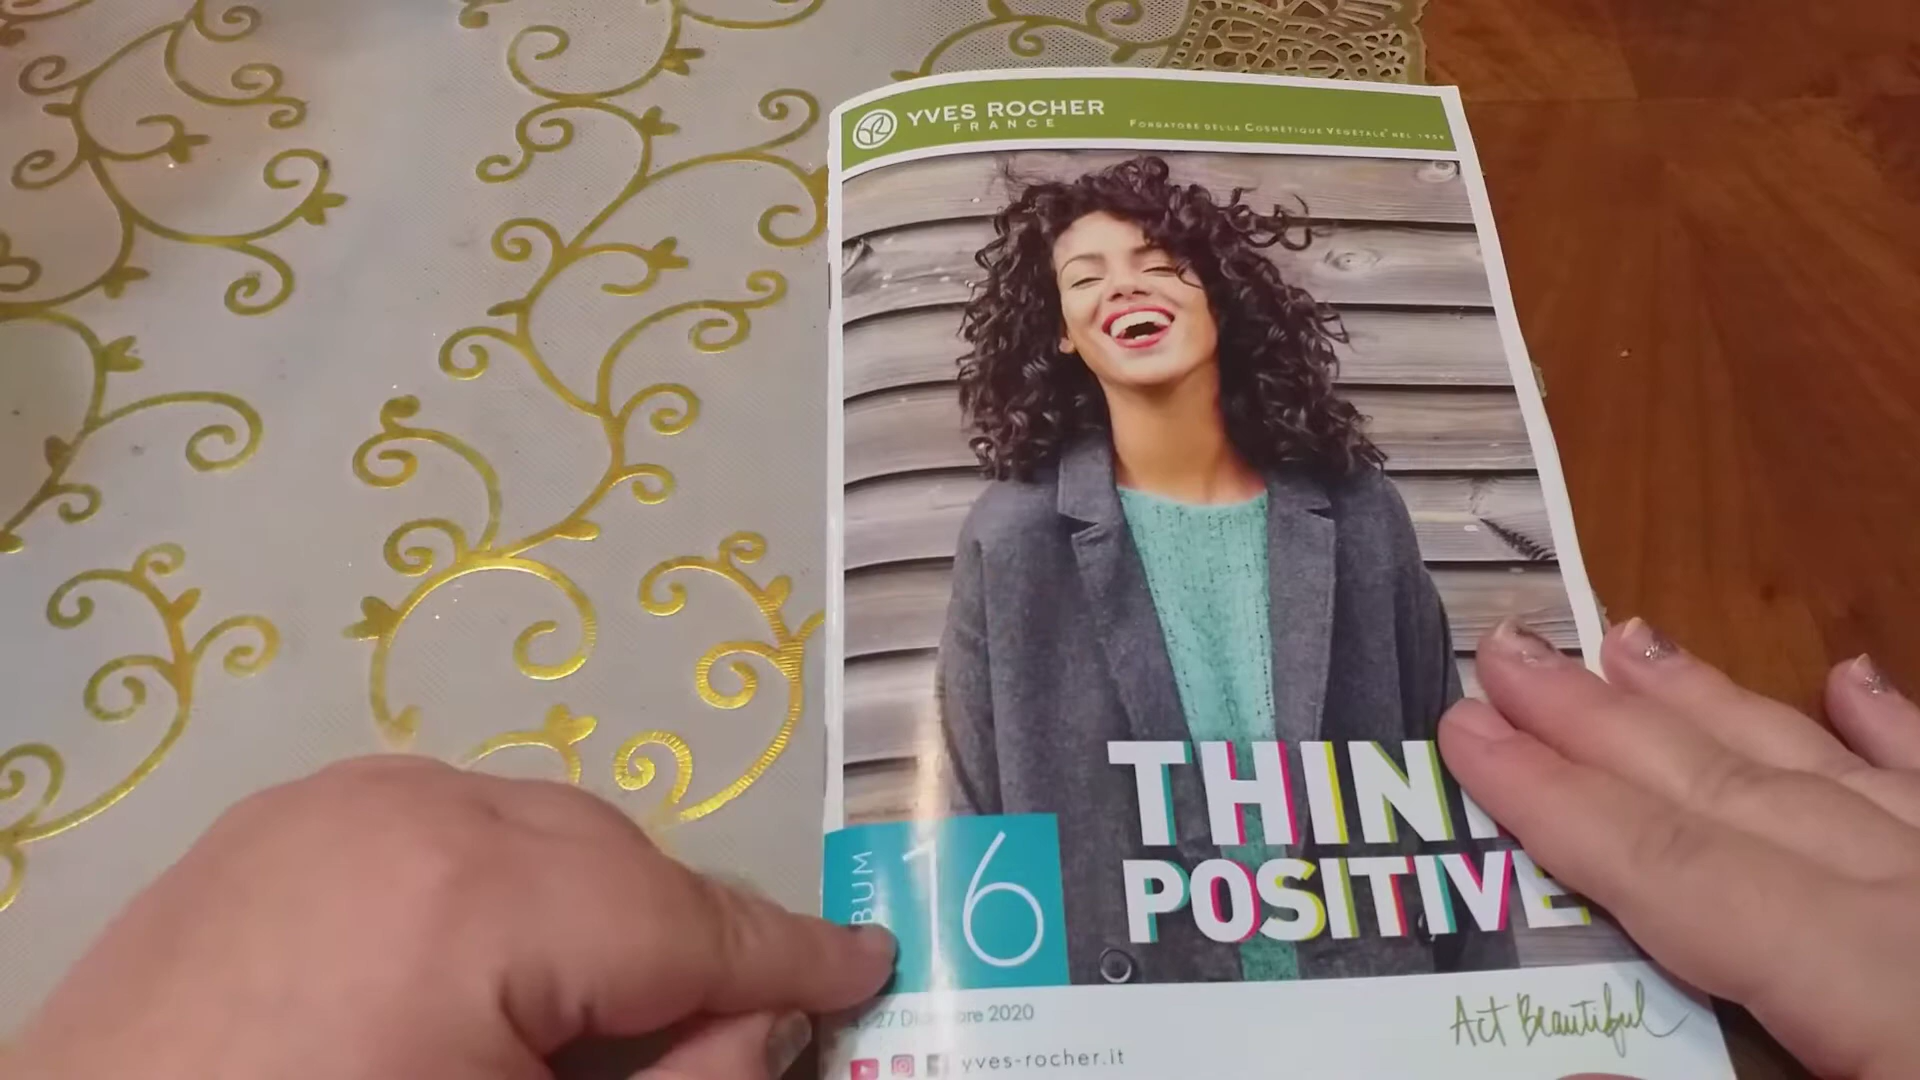 YVES ROCHER
FRANCE
FONDATORE DELLA COSMÉTIQUE VÉGÉTALE® NEL 1959
THIN
POSITIVE
BUM
16
27 Di bre 2020
Act Beautiful
yves-rocher.it